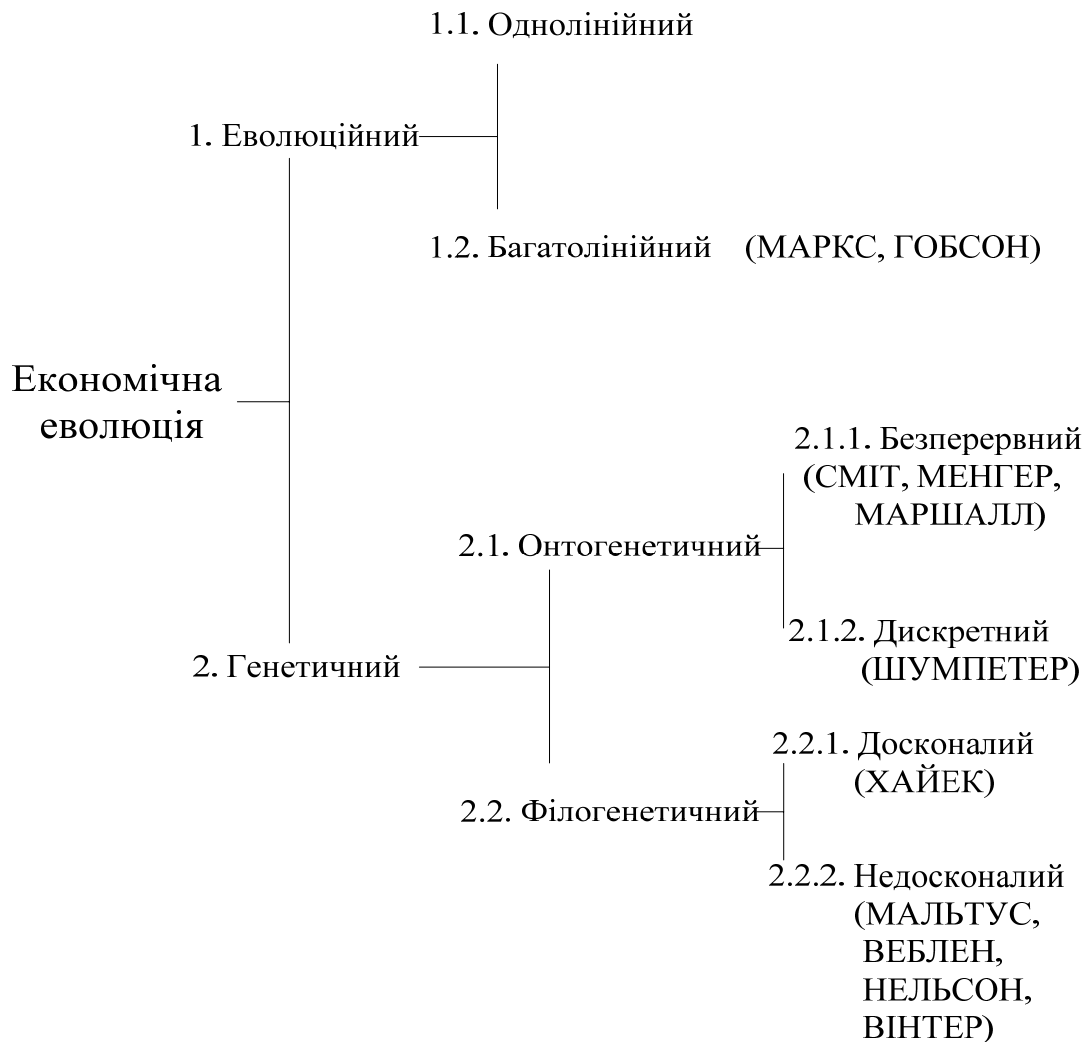 1.1. Однолінійний
1. Еволюційний
1.2. Багатолінійний (МАРКС, ГОБСОН)
Економічна
еволюція
2.1.1. Безперервний
(СМІТ, МЕНГЕР,
МАРШАЛЛ)
2.1. Онтогенетичний
2.1.2. Дискретний
(ШУМПЕТЕР)
2. Генетичний
2.2.1. Досконалий
(ХАЙЕК)
2.2. Філогенетичний
2.2.2. Недосконалий
(МАЛЬТУС,
ВЕБЛЕН,
НЕЛЬСОН,
ВІНТЕР)